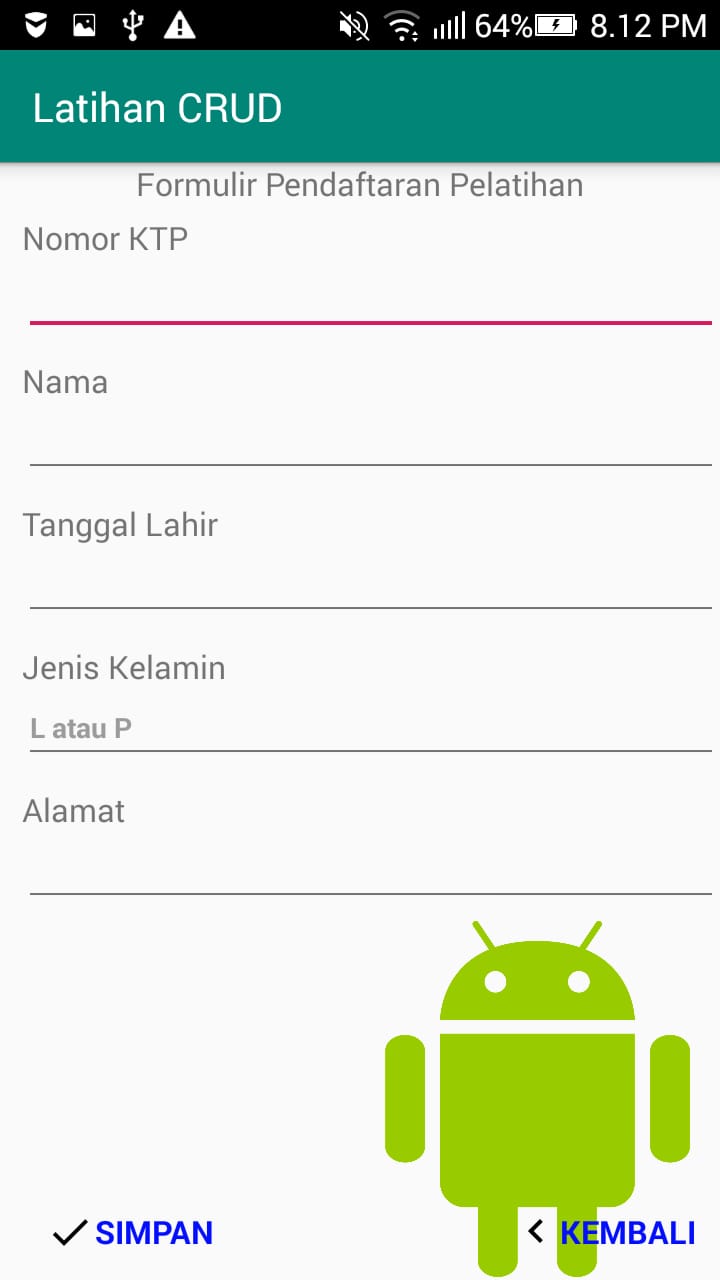 64% 8.12 PM
Latihan CRUD
Formulir Pendaftaran Pelatihan
Nomor KTP
Nama
Tanggal Lahir
Jenis Kelamin
L atau P
Alamat
SIMPAN KEMBALI